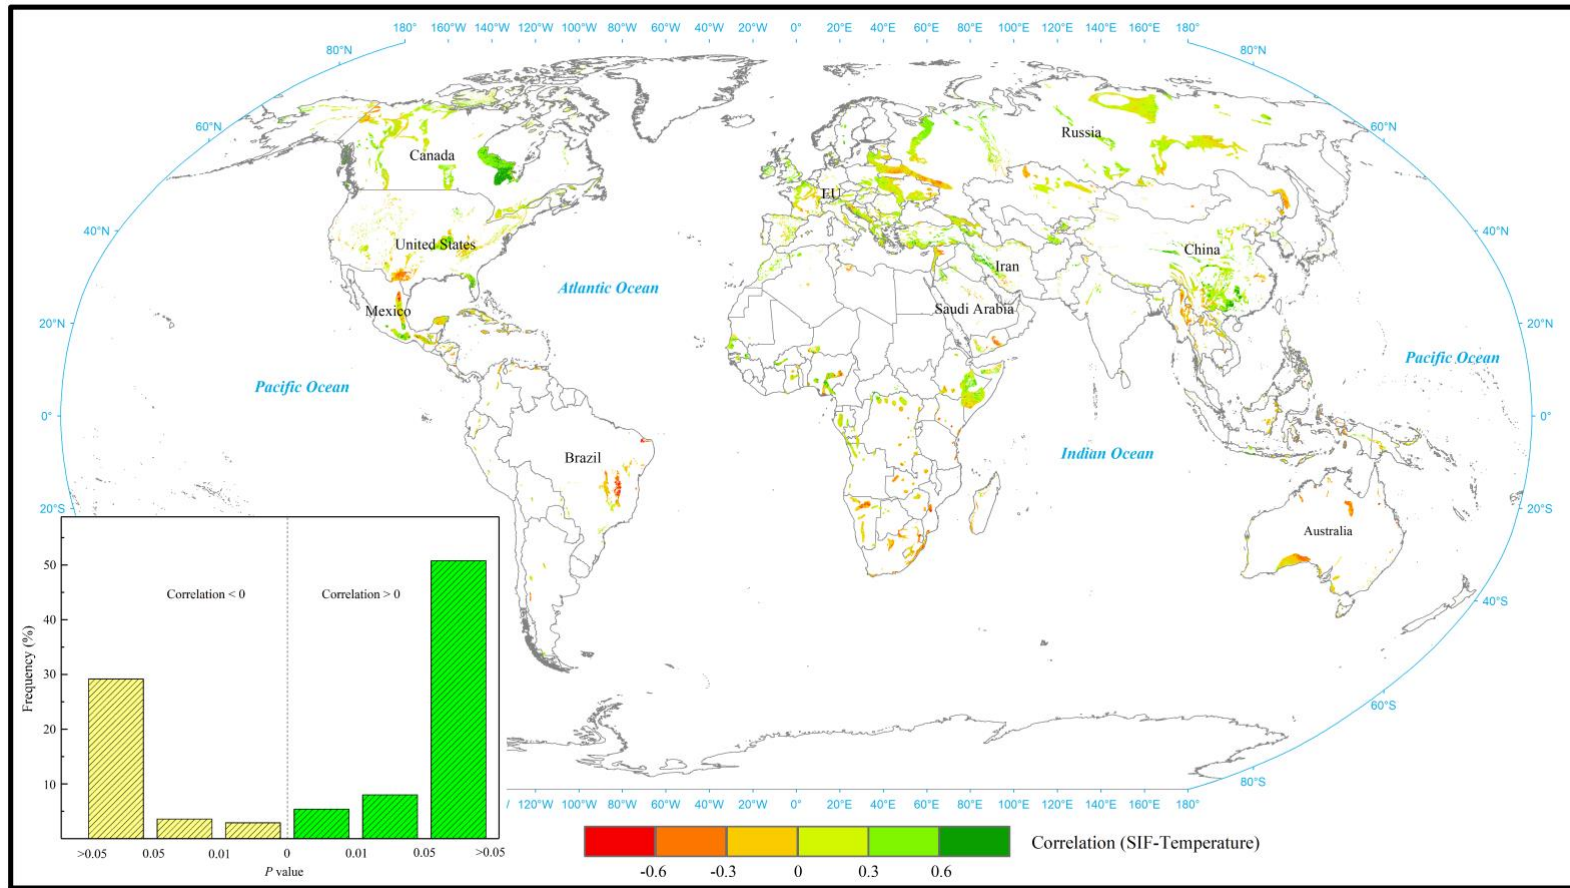 180° 160°W 140°W 120°W 100°W 80°W 60°W 40°W 20°W 0° 20°E 40°E 60°E 80°E 100°E 120°E 140°E 160°E 180°
80°N 80°N
60°N 60°N
Russia
Canada
EU
40°N 40°N
United States China
Iran
Atlantic Ocean
Mexico Saudi Arabia
20°N 20°N
Pacific Ocean
Pacific Ocean
0° 0°
Indian Ocean
Brazil
20°S 20°S
Australia
40°S
60°S
80°S
120°W 100°W 80°W 60°W 40°W 20°W 0° 20°E 40°E 60°E 80°E 100°E 120°E 140°E 160°E 180°
50
Correlation < 0 Correlation > 0
40
30
20
10
Frequency (%)
>0.05 0.05 0.01 0 0.01 0.05 >0.05
P value
Correlation (SIF-Temperature)
-0.6 -0.3 0 0.3 0.6